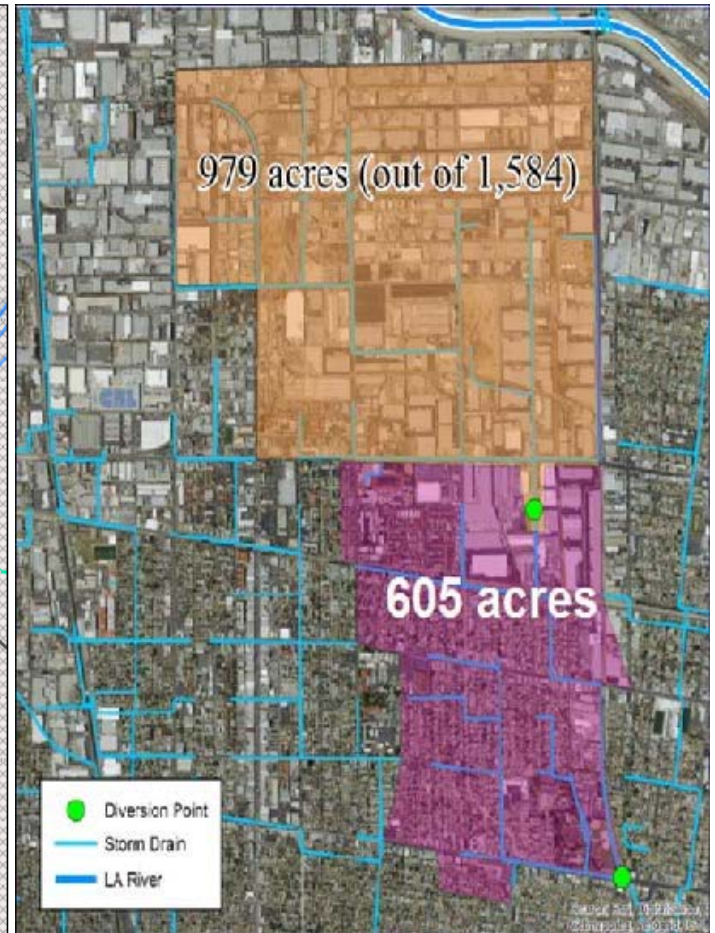 979 acres (out of 1,584)
605 acres
Diversion Point
Storm Drain
LA River